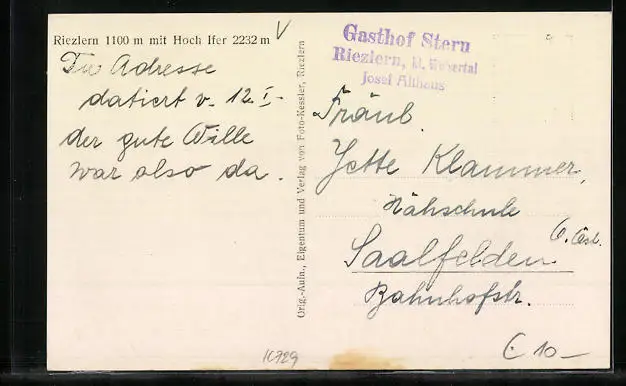 Riezlern 1100 m mit Hoch Ifer 2232 m
V
Die Adresse
datiert v. 12. I.
der gute Wille
war also da.
Orig.-Aufn., Eigentum und Verlag von Foto-Kessler, Riezlern
Gasthof Stern
Riezlern, kl. Walsertal
Josef Althaus
Fräul.
Jette Klammer,
Nähschule
Saalfelden
Bahnhofstr.
€ 10 —